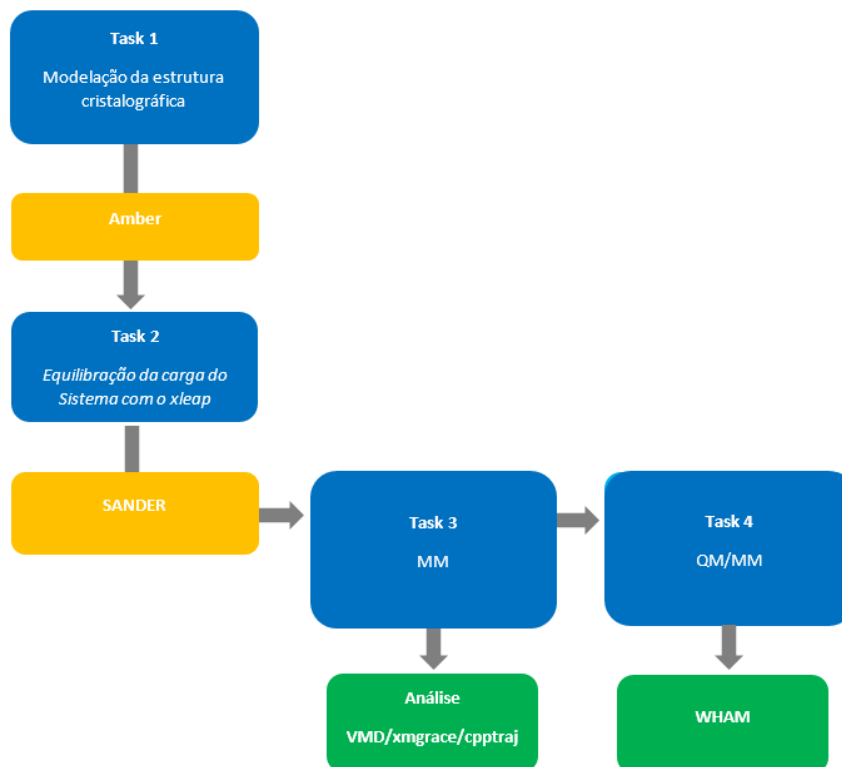 Task 1
Modelação da estrutura
cristalográfica
Amber
Task 2
Equilibração da carga do
Sistema com o xleap
SANDER
Task 3
MM
Task 4
QM/MM
Análise
VMD/xmgrace/cpptraj
WHAM